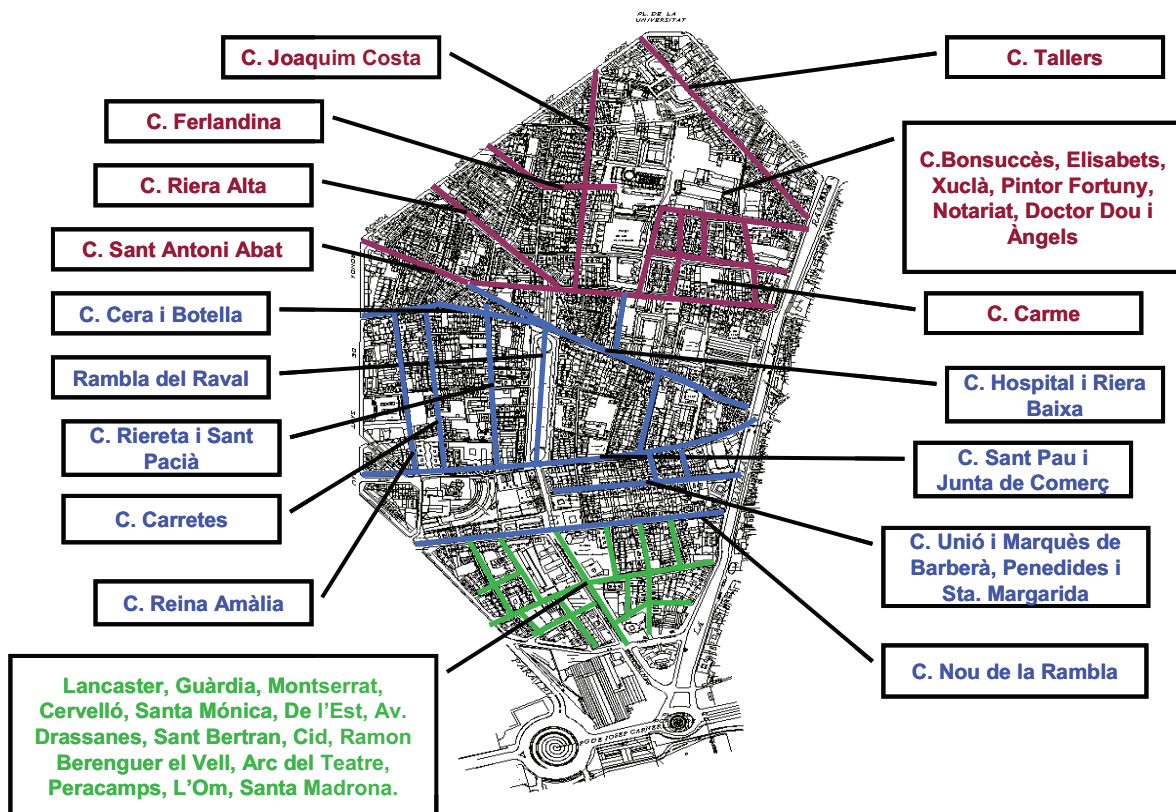 PL. DE LA
UNIVERSITAT
C. Joaquim Costa
C. Ferlandina
C. Riera Alta
C. Sant Antoni Abat
C. Cera i Botella
Rambla del Raval
C. Riereta i Sant
Pacià
C. Carretes
C. Reina Amàlia
Lancaster, Guàrdia, Montserrat,
Cervelló, Santa Mónica, De l'Est, Av.
Drassanes, Sant Bertran, Cid, Ramon
Berenguer el Vell, Arc del Teatre,
Peracamps, L'Om, Santa Madrona.
C. Tallers
C.Bonsuccès, Elisabets,
Xuclà, Pintor Fortuny,
Notariat, Doctor Dou i
Àngels
C. Carme
C. Hospital i Riera
Baixa
C. Sant Pau i
Junta de Comerç
C. Unió i Marquès de
Barberà, Penedides i
Sta. Margarida
C. Nou de la Rambla